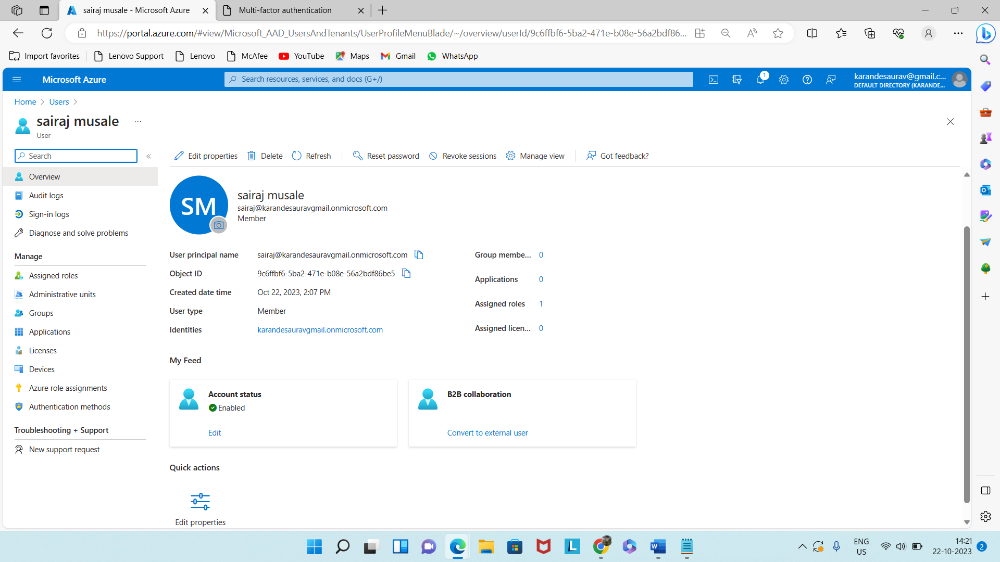 sairaj musale - Microsoft Azure
Multi-factor authentication
https://portal.azure.com/#view/Microsoft_AAD_UsersAndTenants/UserProfileMenuBlade/~/overview/userId/9c6ffbf6-5ba2-471e-b08e-56a2bdf86...
Import favorites
Lenovo Support
Lenovo
McAfee
YouTube
Maps
Gmail
WhatsApp
Microsoft Azure
Search resources, services, and docs (G+/)
1
karandesaurav@gmail.c...
DEFAULT DIRECTORY (KARANDE...
Home
Users
sairaj musale
...
User
Search
«
Edit properties
Delete
Refresh
Reset password
Revoke sessions
Manage view
Got feedback?
Overview
Audit logs
Sign-in logs
Diagnose and solve problems
Manage
Assigned roles
Administrative units
Groups
Applications
Licenses
Devices
Azure role assignments
Authentication methods
Troubleshooting + Support
New support request
SM
sairaj musale
sairaj@karandesauravgmail.onmicrosoft.com
Member
User principal name
sairaj@karandesauravgmail.onmicrosoft.com
Object ID
9c6ffbf6-5ba2-471e-b08e-56a2bdf86be5
Created date time
Oct 22, 2023, 2:07 PM
User type
Member
Identities
karandesauravgmail.onmicrosoft.com
Group membe... 0
Applications 0
Assigned roles 1
Assigned licen... 0
My Feed
Account status
Enabled
Edit
B2B collaboration
Convert to external user
Quick actions
Edit properties
ENG
US
14:21
22-10-2023
2